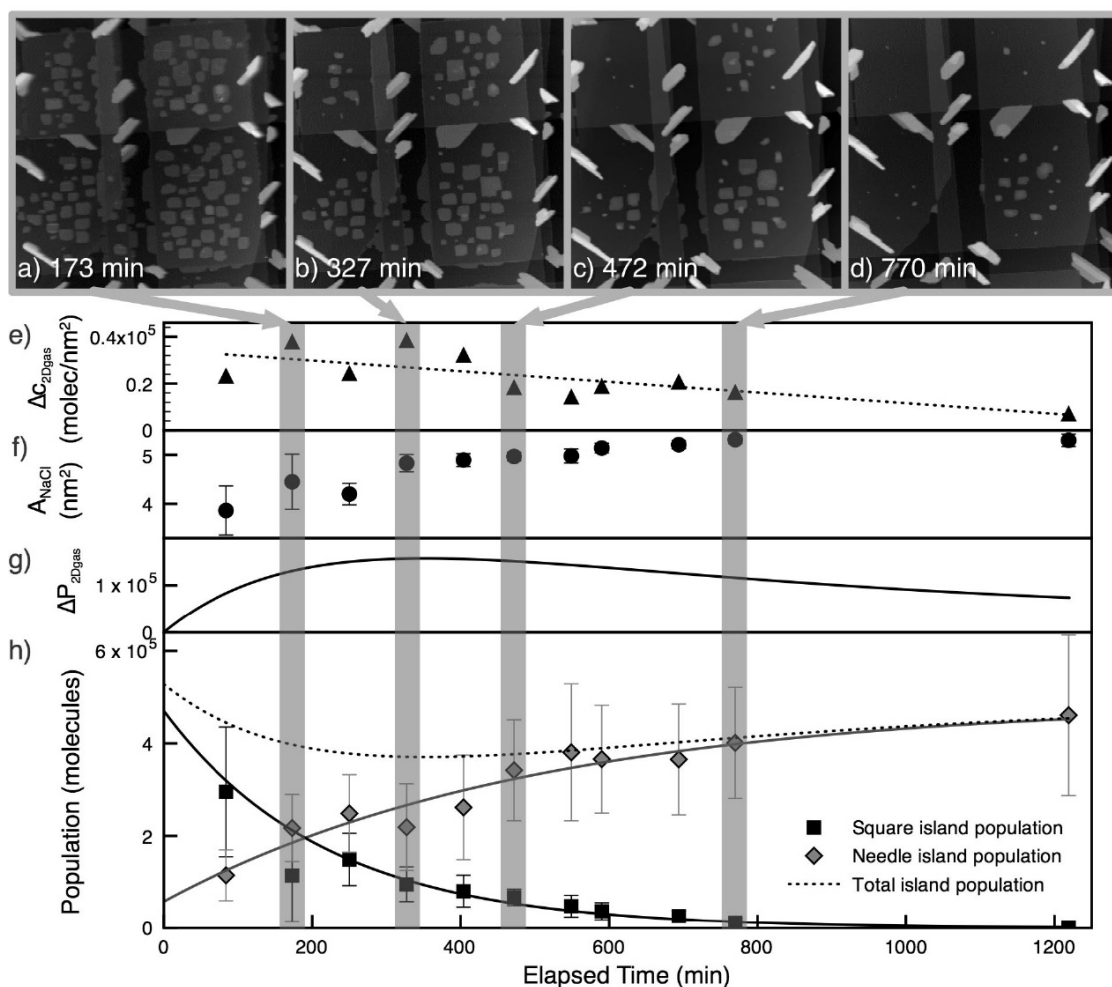 a) 173 min
b) 327 min
c) 472 min
d) 770 min
e)
Δc2Dgas
(molec/nm²)
0.4x10⁵
0.2
0
f)
ANaCl
(nm²)
5
4
g)
ΔP2Dgas
1 x 10⁵
0
h)
Population (molecules)
6 x 10⁵
4
2
0
Square island population
Needle island population
Total island population
0 200 400 600 800 1000 1200
Elapsed Time (min)